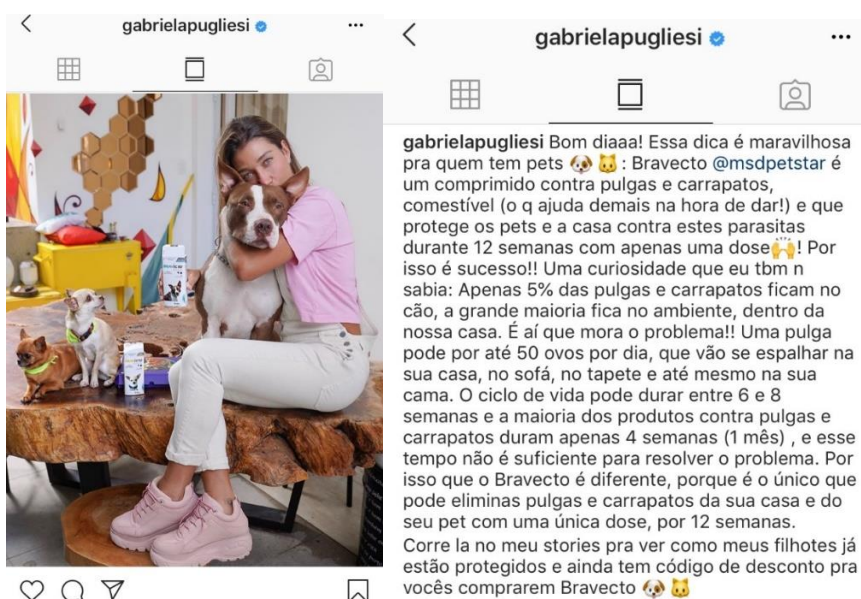 gabrielapugliesi
gabrielapugliesi
gabrielapugliesi Bom diaaa! Essa dica é maravilhosa
pra quem tem pets 🐶 🐱 : Bravecto @msdpetstar é
um comprimido contra pulgas e carrapatos,
comestível (o q ajuda demais na hora de dar!) e que
protege os pets e a casa contra estes parasitas
durante 12 semanas com apenas uma dose🙌! Por
isso é sucesso!! Uma curiosidade que eu tbm n
sabia: Apenas 5% das pulgas e carrapatos ficam no
cão, a grande maioria fica no ambiente, dentro da
nossa casa. É aí que mora o problema!! Uma pulga
pode por até 50 ovos por dia, que vão se espalhar na
sua casa, no sofá, no tapete e até mesmo na sua
cama. O ciclo de vida pode durar entre 6 e 8
semanas e a maioria dos produtos contra pulgas e
carrapatos duram apenas 4 semanas (1 mês) , e esse
tempo não é suficiente para resolver o problema. Por
isso que o Bravecto é diferente, porque é o único que
pode eliminas pulgas e carrapatos da sua casa e do
seu pet com uma única dose, por 12 semanas.
Corre la no meu stories pra ver como meus filhotes já
estão protegidos e ainda tem código de desconto pra
vocês comprarem Bravecto 🐶 🐱